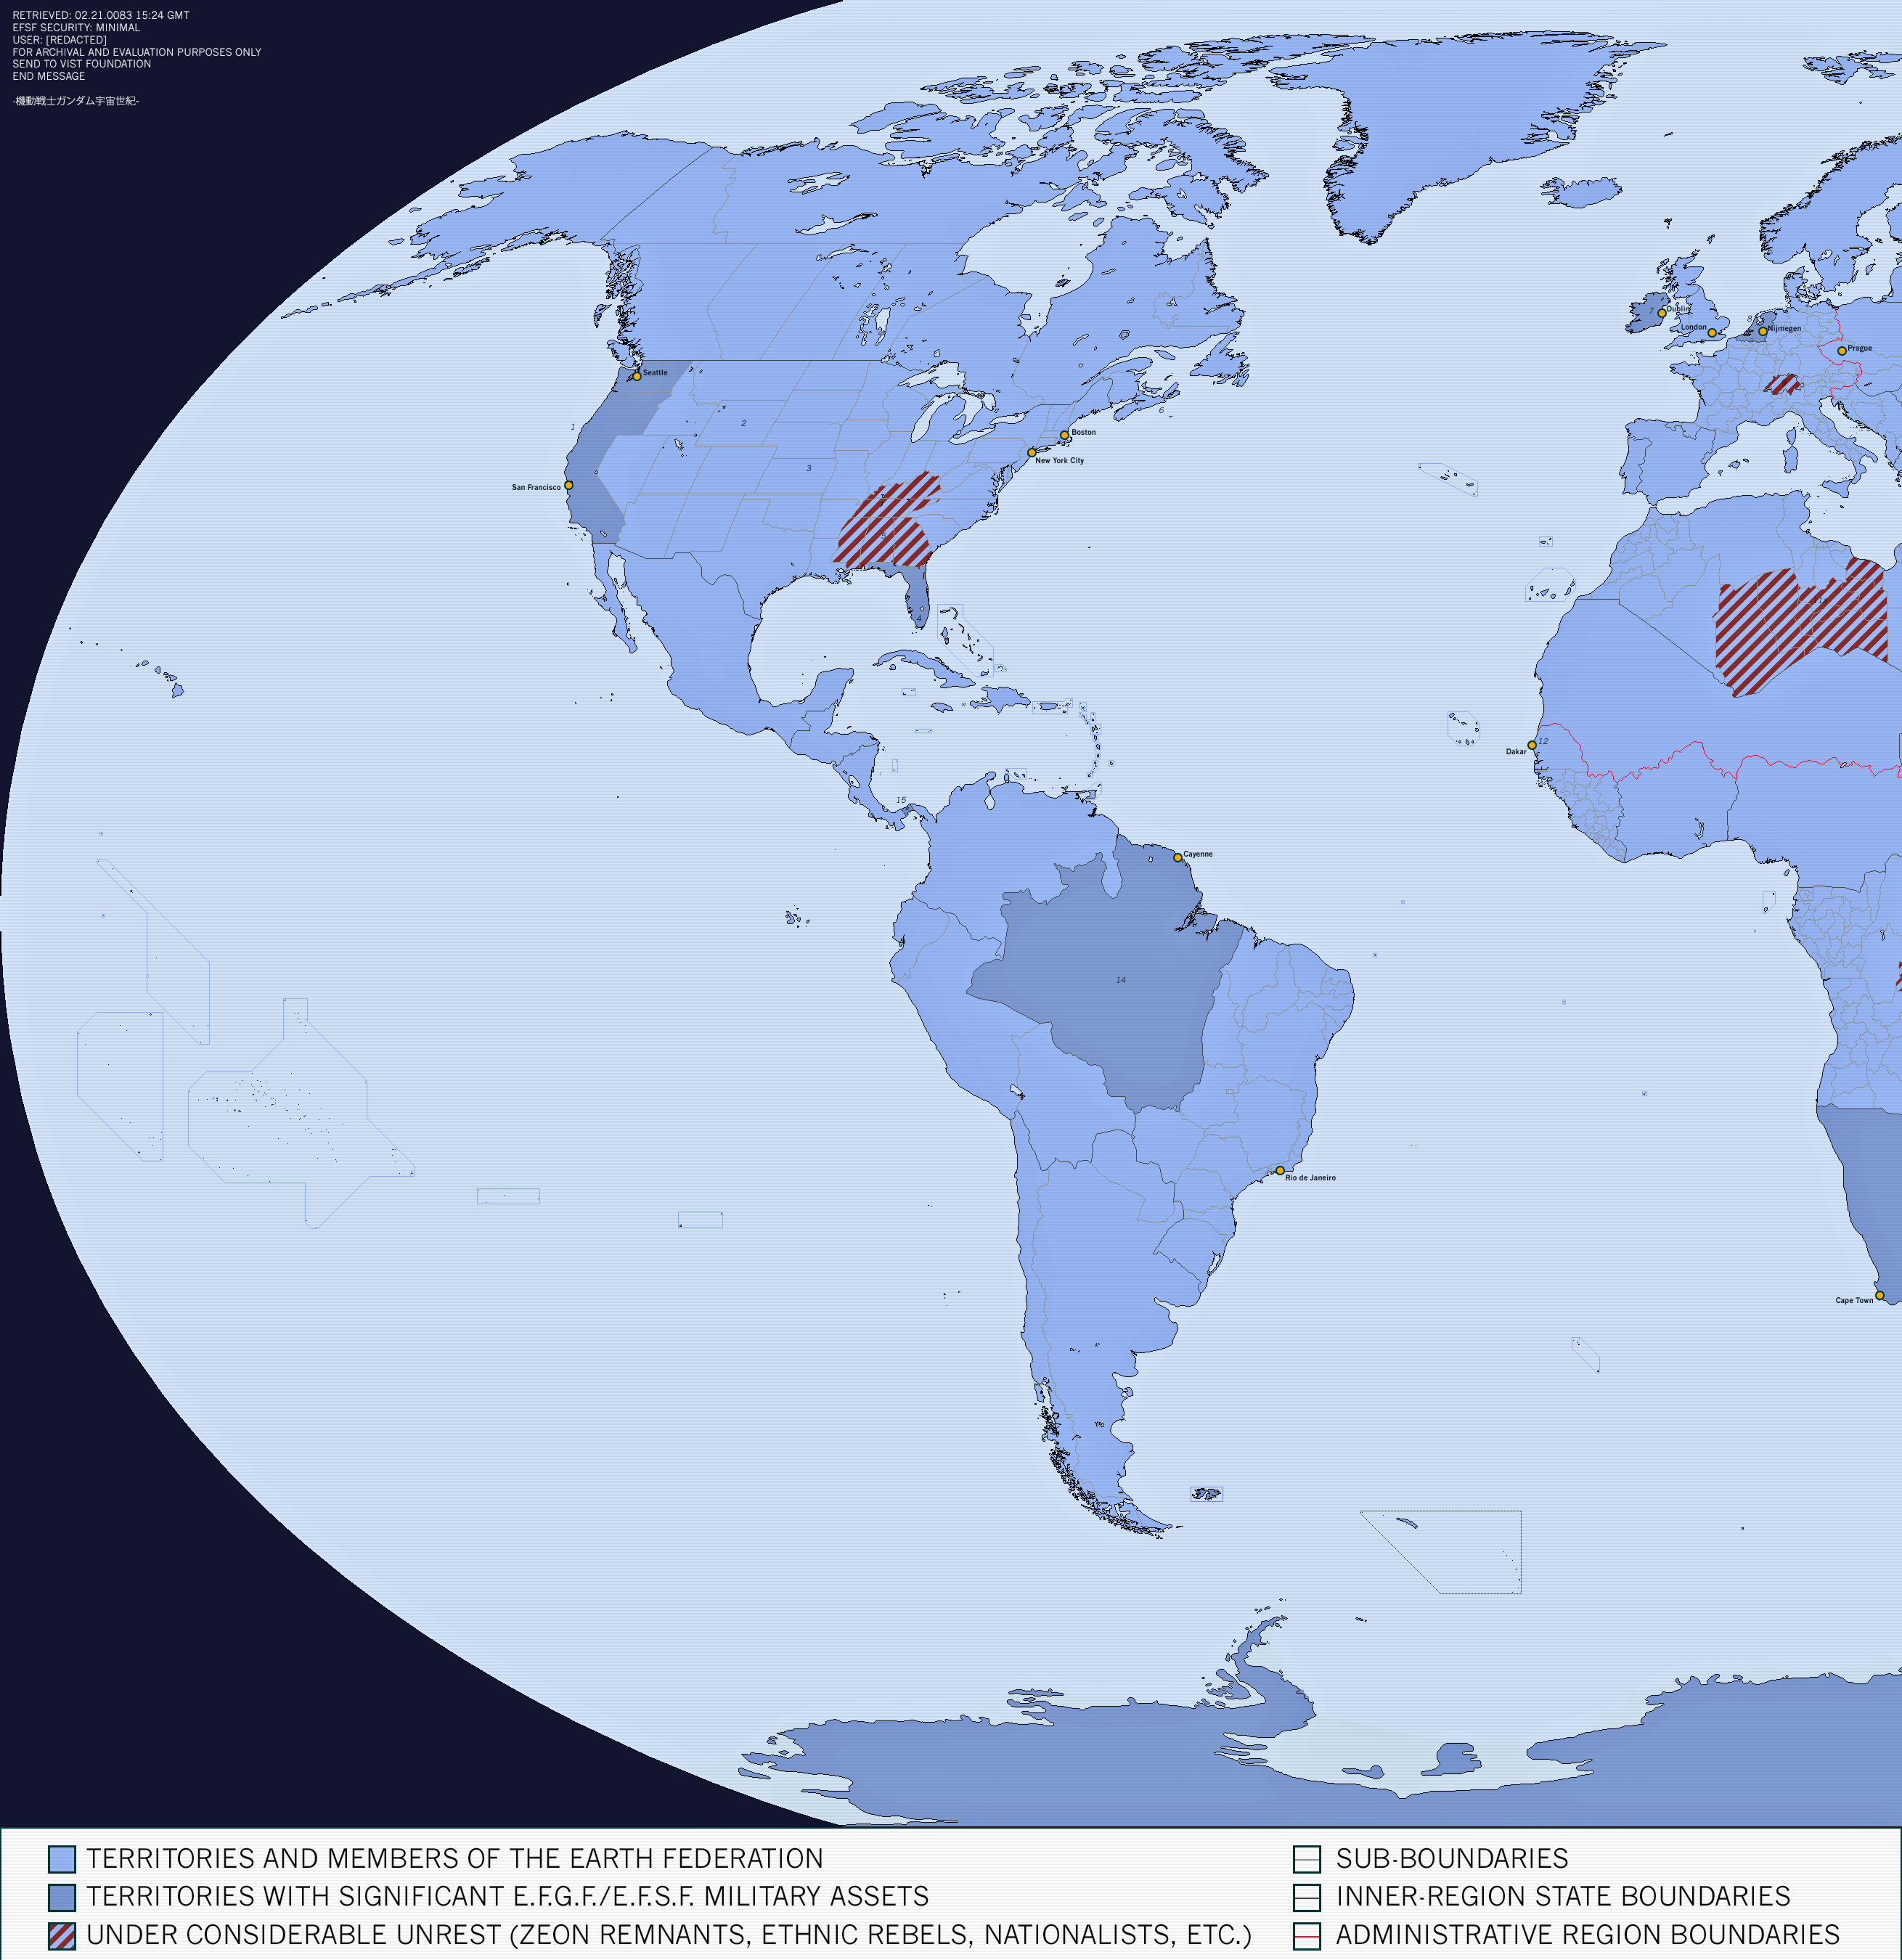 RETRIEVED: 02.21.0083 15:24 GMT
EFSF SECURITY: MINIMAL
USER: [REDACTED]
FOR ARCHIVAL AND EVALUATION PURPOSES ONLY
SEND TO VIST FOUNDATION
END MESSAGE
-機動戦士ガンダム宇宙世紀-
7
Dublin
London
8
Nijmegen
Prague
Seattle
6
1
2
Boston
New York City
3
San Francisco
5
4
Dakar
12
15
Cayenne
14
Rio de Janeiro
Cape Town
TERRITORIES AND MEMBERS OF THE EARTH FEDERATION
TERRITORIES WITH SIGNIFICANT E.F.G.F./E.F.S.F. MILITARY ASSETS
UNDER CONSIDERABLE UNREST (ZEON REMNANTS, ETHNIC REBELS, NATIONALISTS, ETC.)
SUB-BOUNDARIES
INNER-REGION STATE BOUNDARIES
ADMINISTRATIVE REGION BOUNDARIES